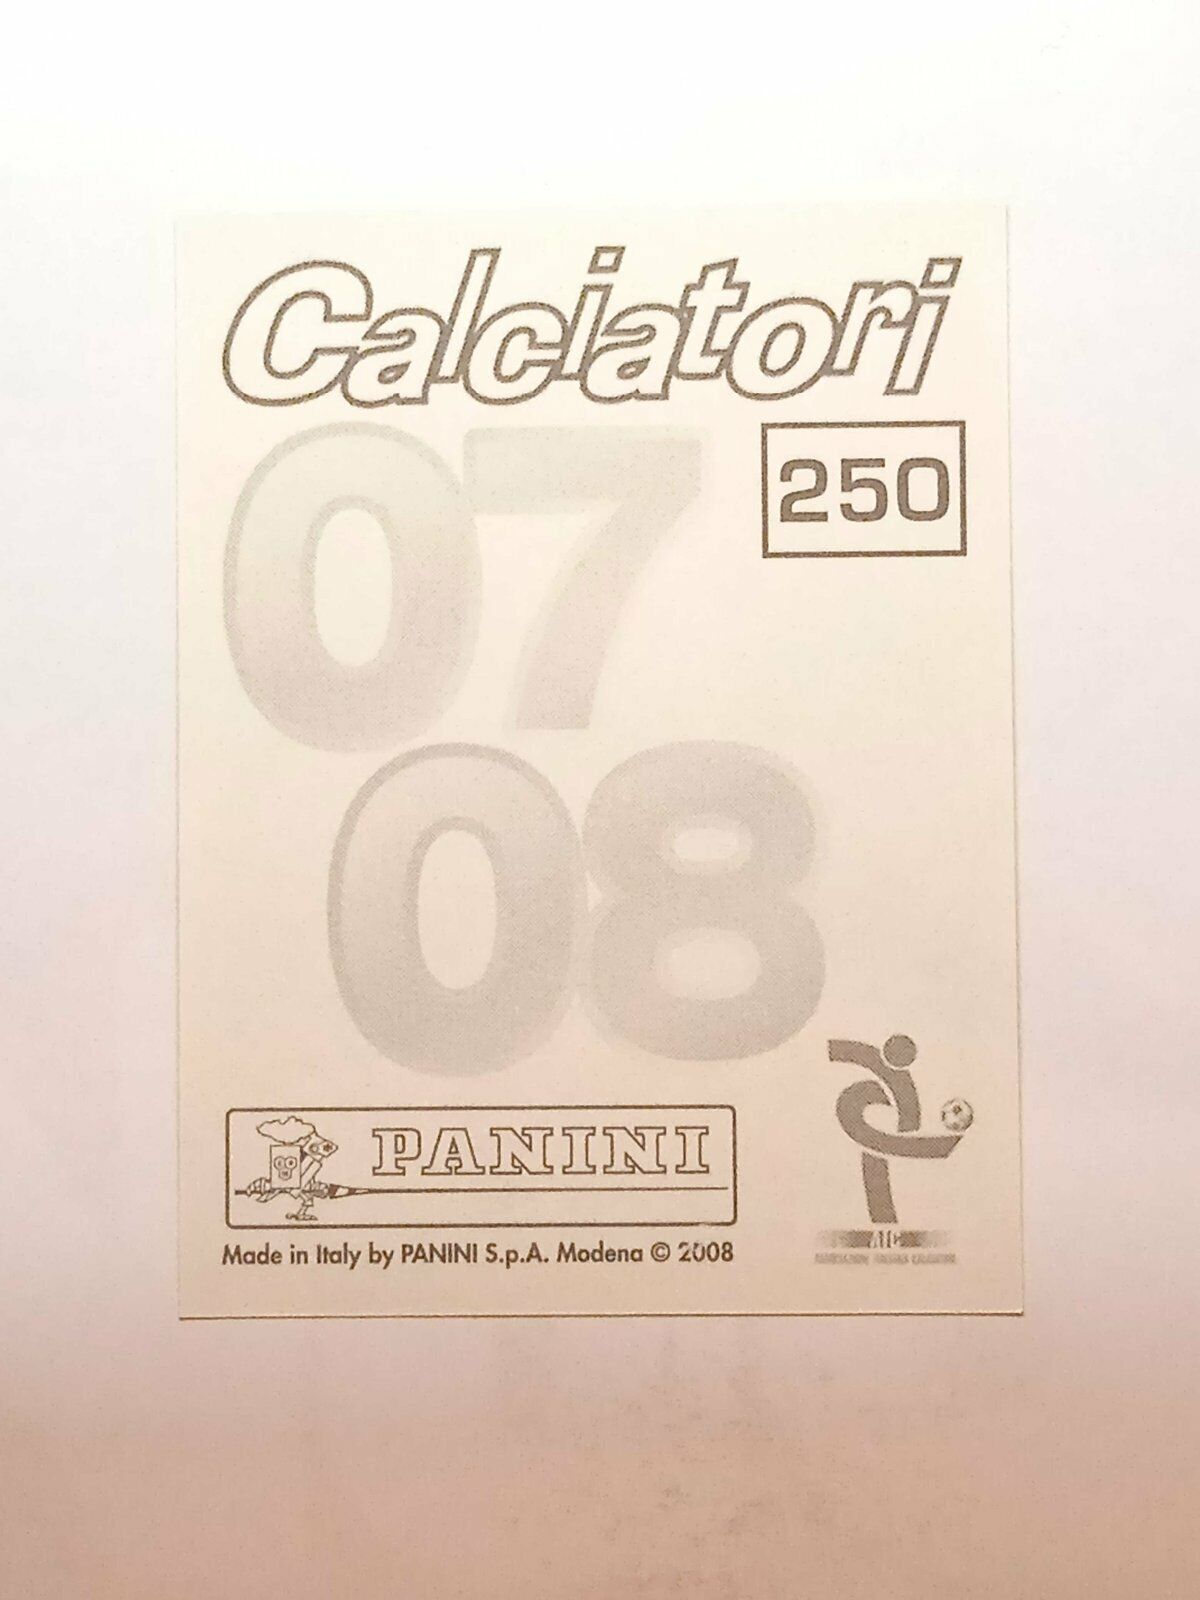 Calciatori
250
07
08
PANINI
Made in Italy by PANINI S.p.A. Modena © 2008